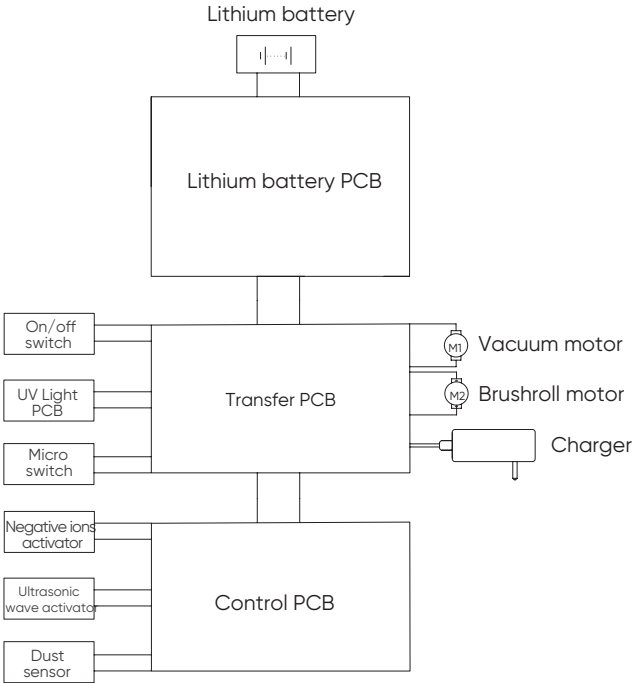 Lithium battery
Lithium battery PCB
On/off
switch
M1
Vacuum motor
UV Light
PCB
Transfer PCB
M2
Brushroll motor
Micro
switch
Charger
Negative ions
activator
Ultrasonic
wave activator
Control PCB
Dust
sensor